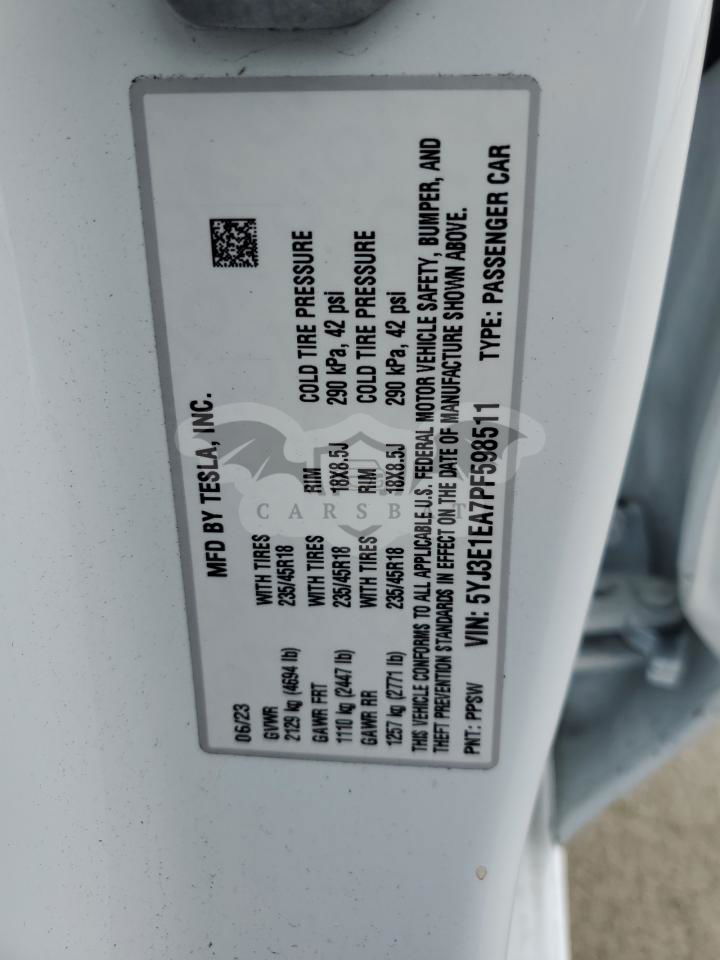 MFD BY TESLA, INC.
06/23
GVWR WITH TIRES RIM COLD TIRE PRESSURE
2129 kg (4694 lb) 235/45R18 18X8.5J 290 kPa, 42 psi
GAWR FRT WITH TIRES RIM COLD TIRE PRESSURE
1110 kg (2447 lb) 235/45R18 18X8.5J 290 kPa, 42 psi
GAWR RR WITH TIRES
1257 kg (2771 lb) 235/45R18
THIS VEHICLE CONFORMS TO ALL APPLICABLE U.S. FEDERAL MOTOR VEHICLE SAFETY, BUMPER, AND
THEFT PREVENTION STANDARDS IN EFFECT ON THE DATE OF MANUFACTURE SHOWN ABOVE.
PNT: PPSW VIN: 5YJ3E1EA7PF598511 TYPE: PASSENGER CAR